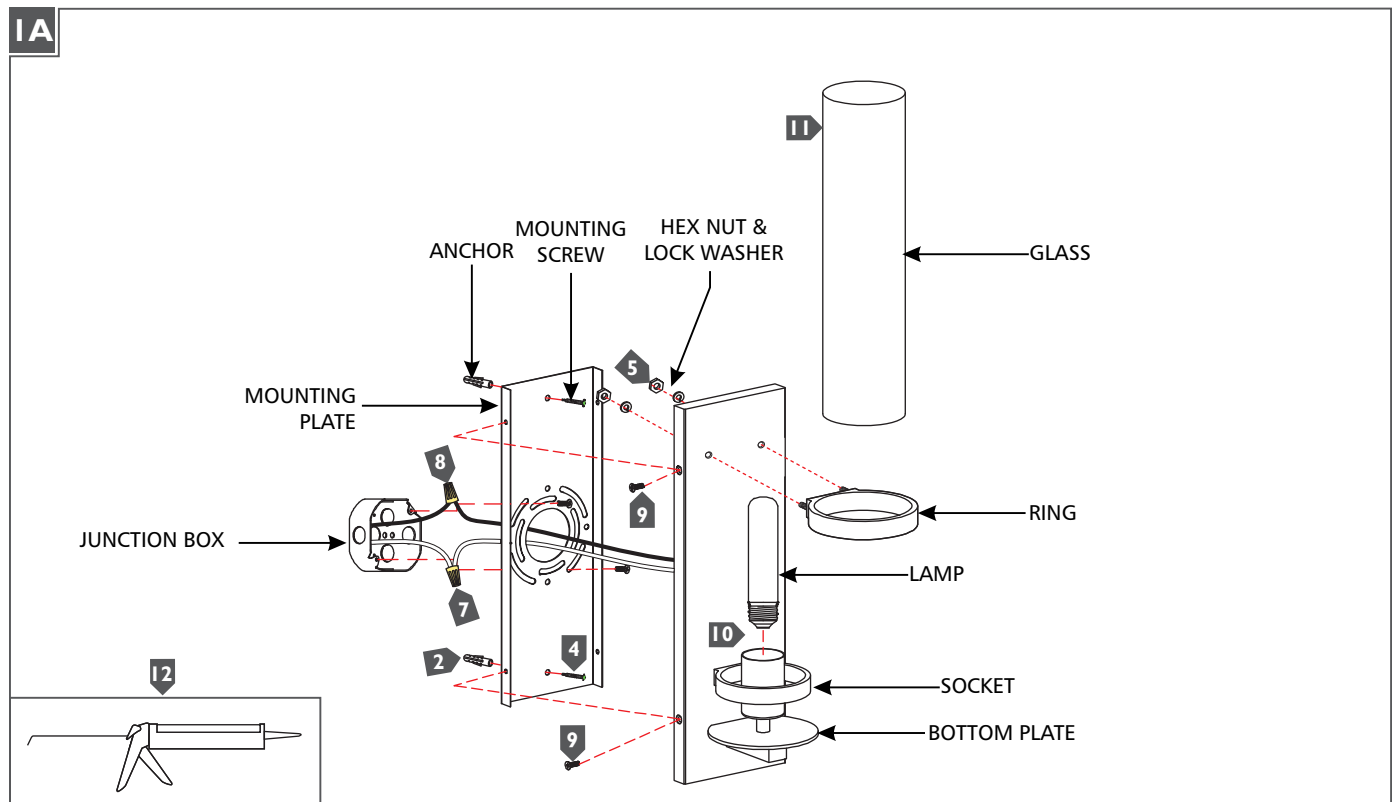 1A
11
MOUNTING
SCREW
HEX NUT &
LOCK WASHER
ANCHOR
GLASS
5
MOUNTING
PLATE
8
9
RING
JUNCTION BOX
LAMP
7
10
2
4
12
SOCKET
BOTTOM PLATE
9